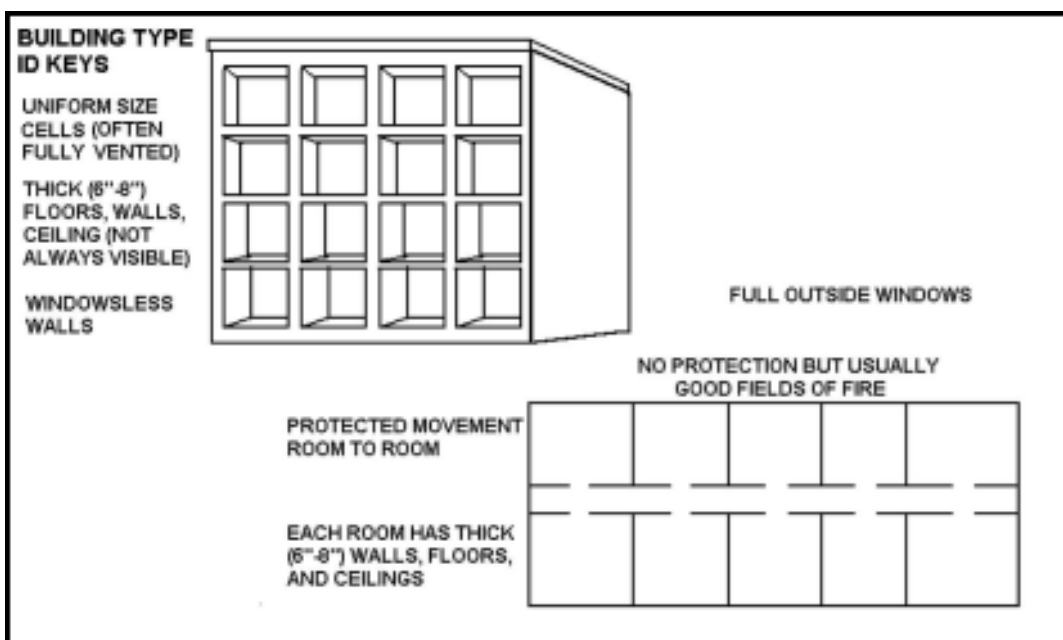 BUILDING TYPE
ID KEYS
UNIFORM SIZE
CELLS (OFTEN
FULLY VENTED)
THICK (6"-8")
FLOORS, WALLS,
CEILING (NOT
ALWAYS VISIBLE)
WINDOWSLESS
WALLS
FULL OUTSIDE WINDOWS
NO PROTECTION BUT USUALLY
GOOD FIELDS OF FIRE
PROTECTED MOVEMENT
ROOM TO ROOM
EACH ROOM HAS THICK
(6"-8") WALLS, FLOORS,
AND CEILINGS